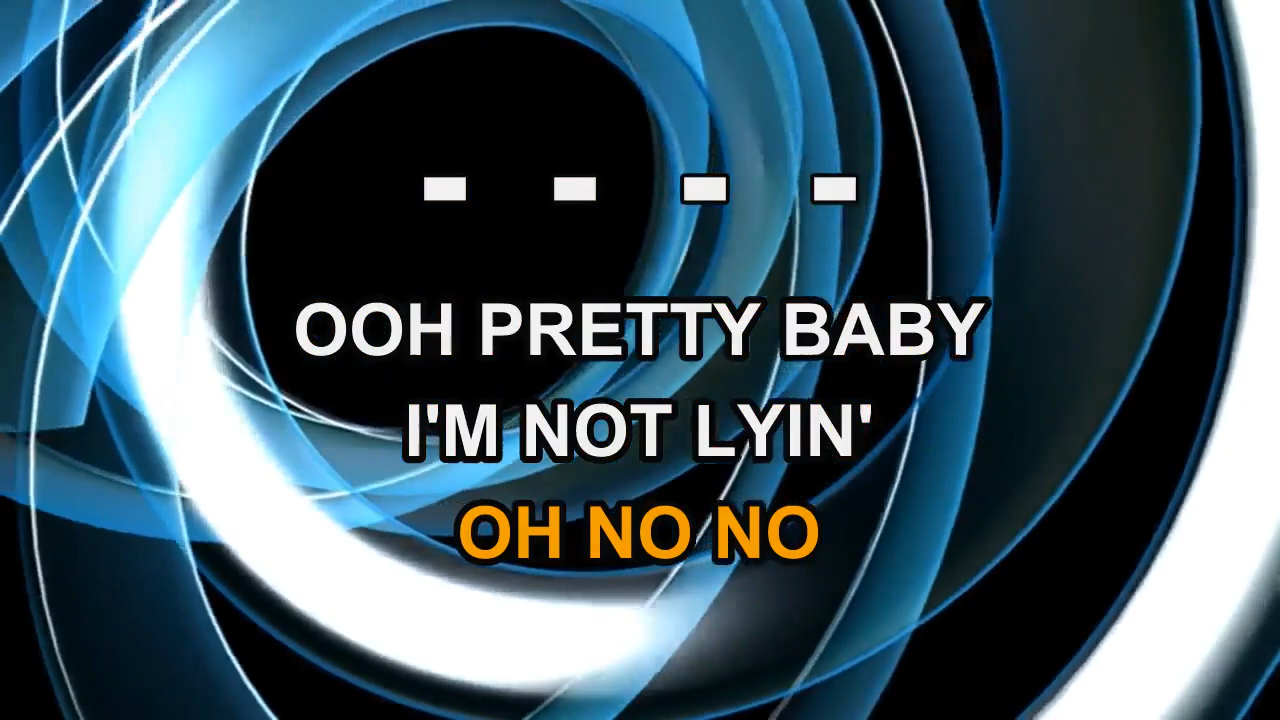 - - - -
OOH PRETTY BABY
I'M NOT LYIN'
OH NO NO